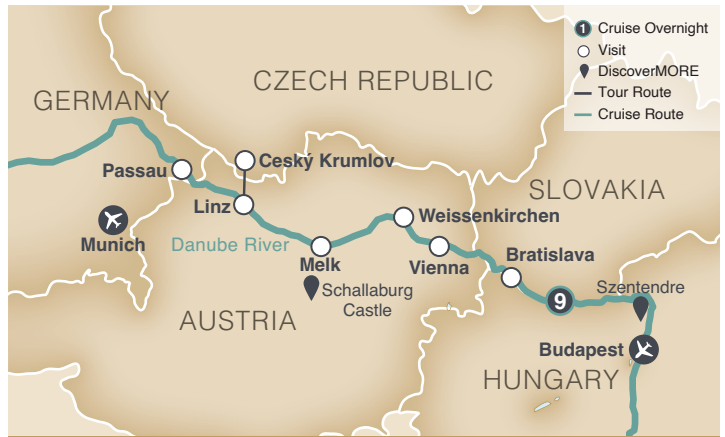 1 Cruise Overnight
Visit
DiscoverMORE
Tour Route
Cruise Route
CZECH REPUBLIC
GERMANY
Passau
Ceský Krumlov
SLOVAKIA
Linz
Weissenkirchen
Munich
Danube River
Melk
Vienna
Bratislava
Schallaburg
Castle
9
Szentendre
AUSTRIA
Budapest
HUNGARY